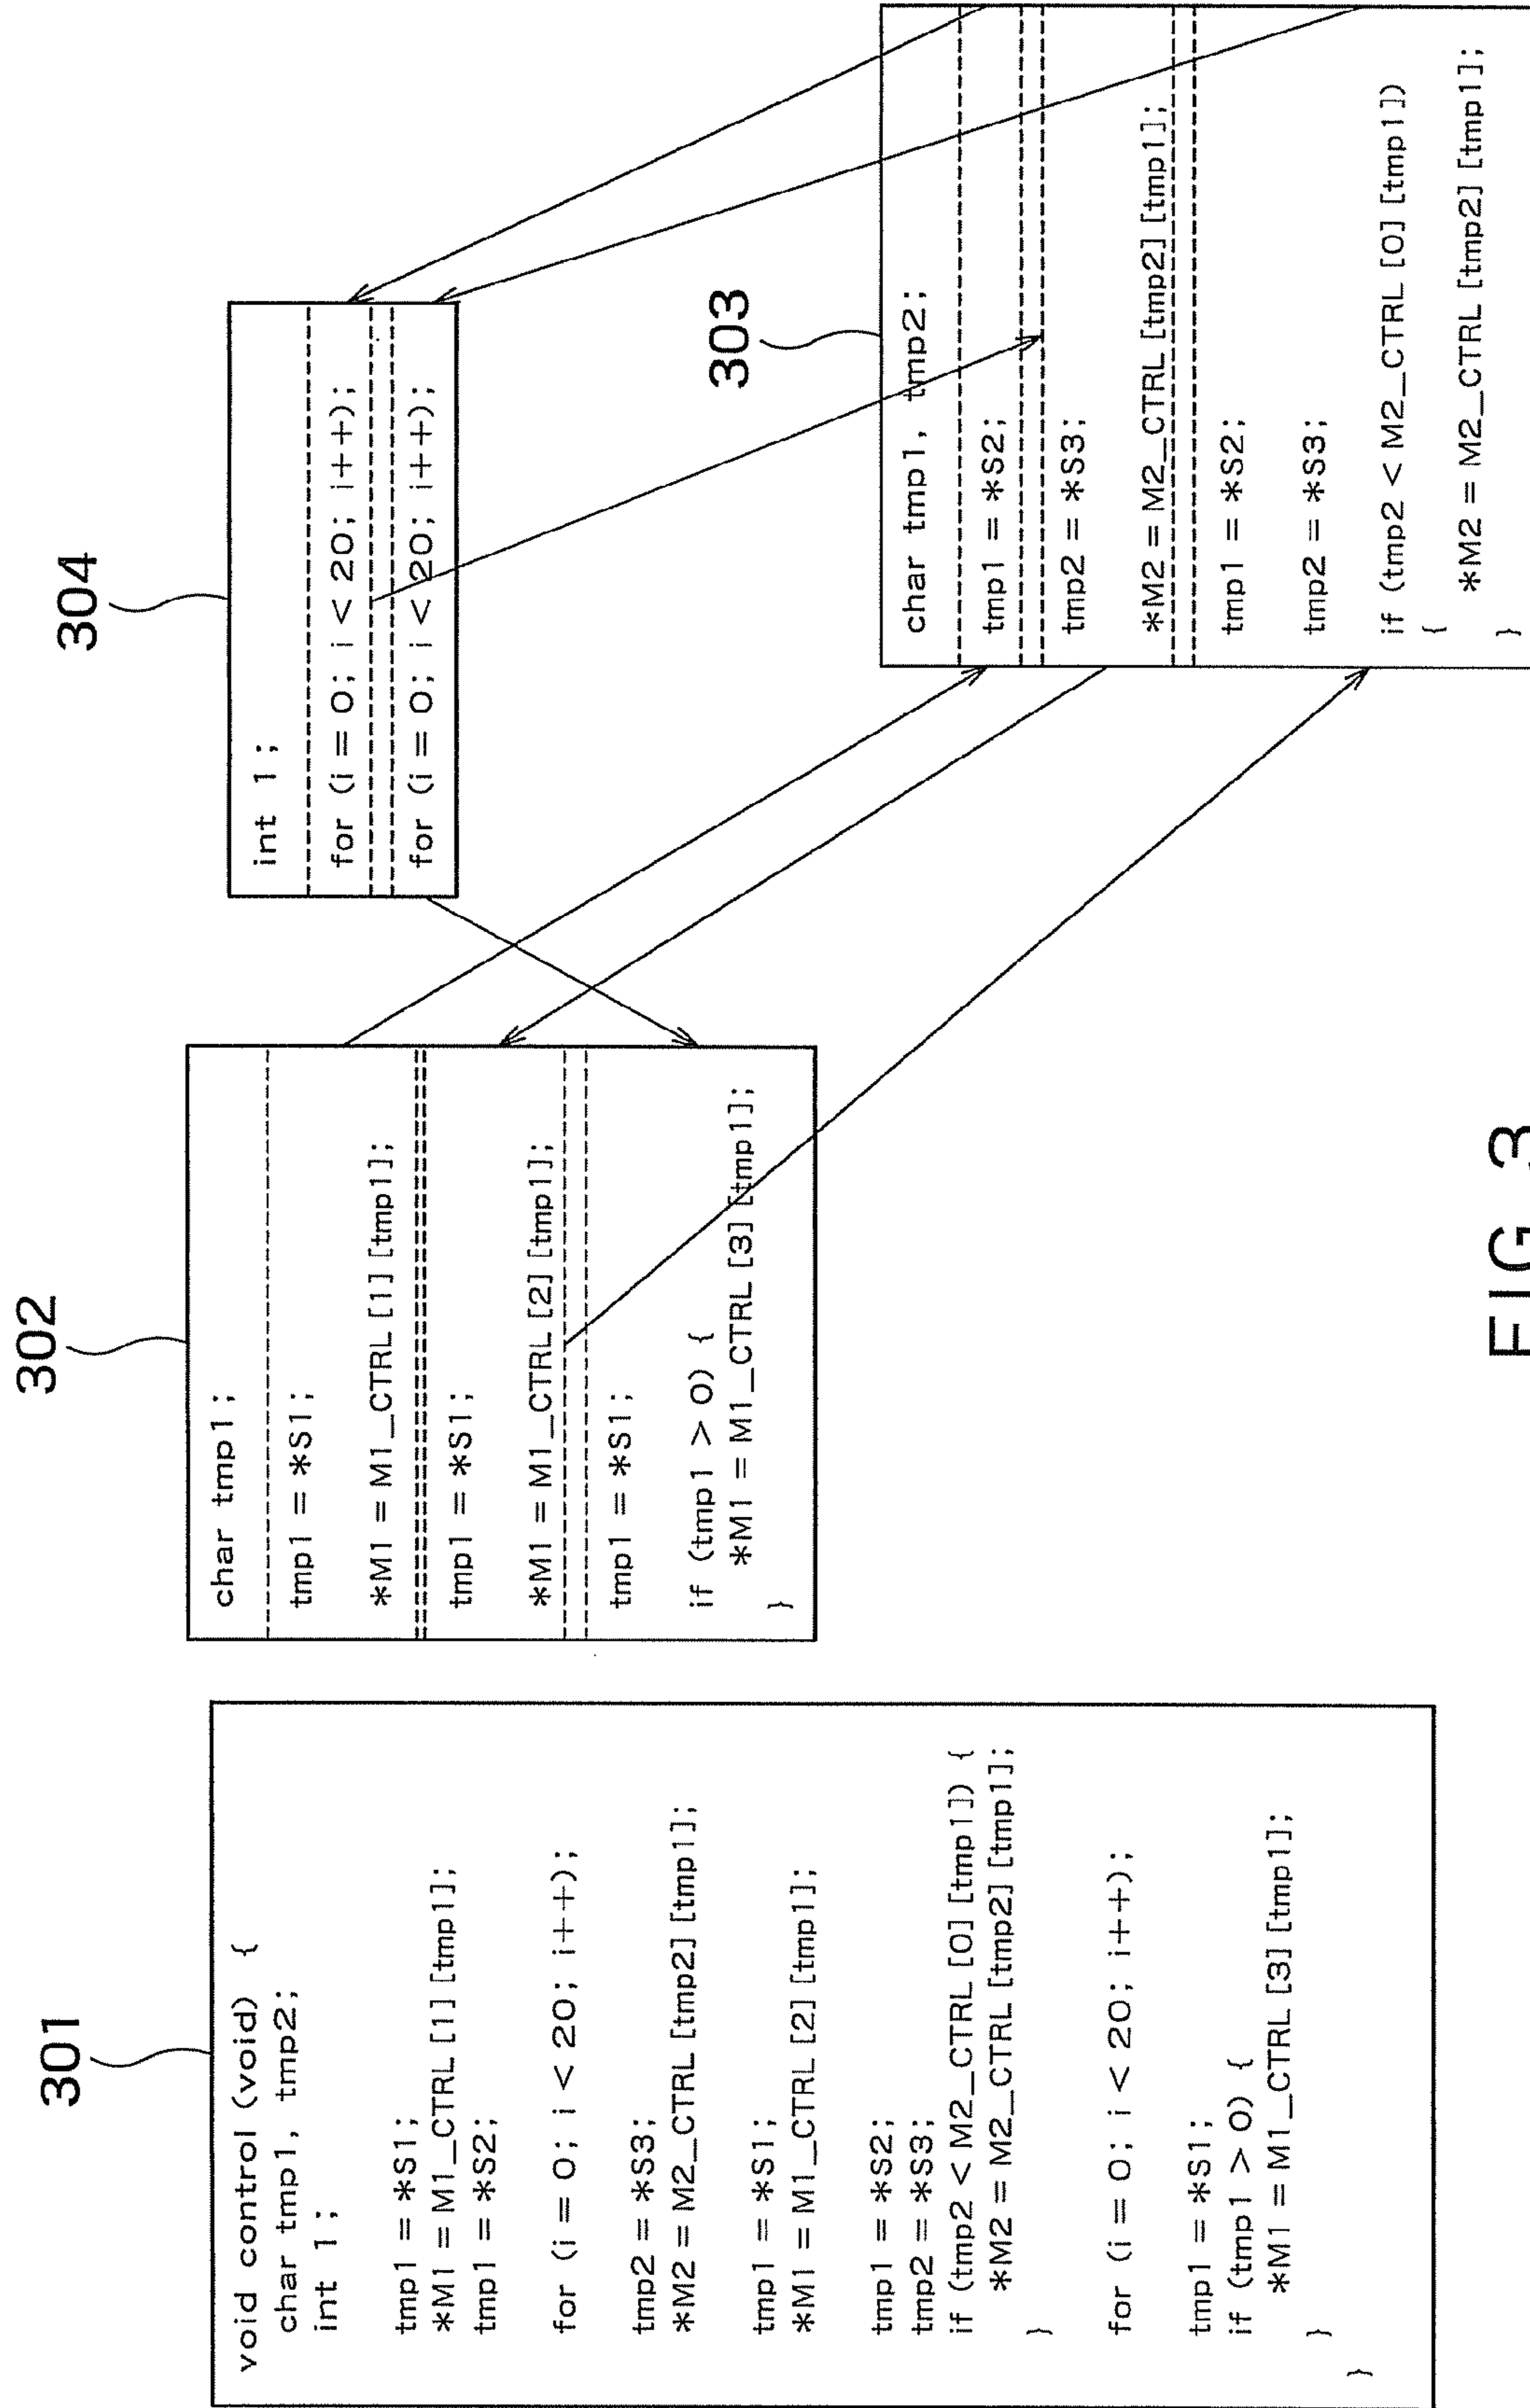 301
void control (void) {
char tmp1, tmp2;
int 1;
tmp1 = *S1;
*M1 = M1_CTRL [1] [tmp1];
tmp1 = *S2;
for (i = 0; i < 20; i++);
tmp2 = *S3;
*M2 = M2_CTRL [tmp2] [tmp1];
tmp1 = *S1;
*M1 = M1_CTRL [2] [tmp1];
tmp1 = *S2;
tmp2 = *S3;
if (tmp2 < M2_CTRL [0] [tmp1]) {
*M2 = M2_CTRL [tmp2] [tmp1];
}
for (i = 0; i < 20; i++);
tmp1 = *S1;
if (tmp1 > 0) {
*M1 = M1_CTRL [3] [tmp1];
}
}
302
char tmp1;
tmp1 = *S1;
*M1 = M1_CTRL [1] [tmp1];
tmp1 = *S1;
*M1 = M1_CTRL [2] [tmp1];
tmp1 = *S1;
if (tmp1 > 0) {
*M1 = M1_CTRL [3] [tmp1];
}
304
int 1;
for (i = 0; i < 20; i++);
for (i = 0; i < 20; i++);
303
char tmp1, tmp2;
tmp1 = *S2;
tmp2 = *S3;
*M2 = M2_CTRL [tmp2] [tmp1];
tmp1 = *S2;
tmp2 = *S3;
if (tmp2 < M2_CTRL [0] [tmp1])
{
*M2 = M2_CTRL [tmp2] [tmp1];
}
FIG. 3